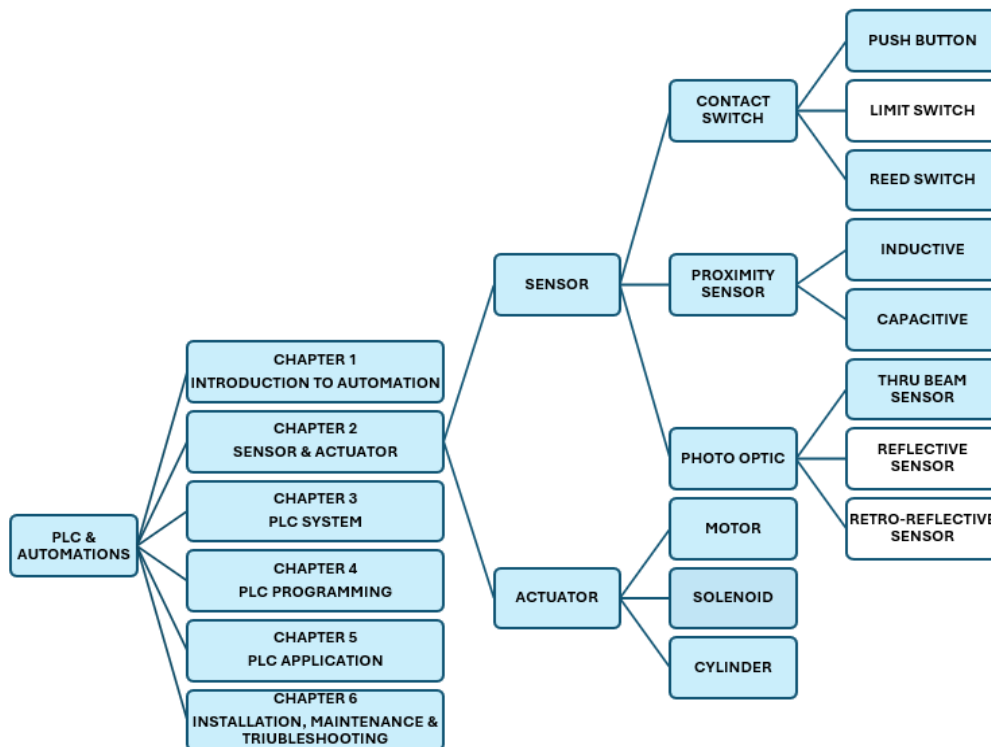 PLC &
AUTOMATIONS
CHAPTER 1
INTRODUCTION TO AUTOMATION
CHAPTER 2
SENSOR & ACTUATOR
CHAPTER 3
PLC SYSTEM
CHAPTER 4
PLC PROGRAMMING
CHAPTER 5
PLC APPLICATION
CHAPTER 6
INSTALLATION, MAINTENANCE &
TRIUBLESHOOTING
SENSOR
CONTACT
SWITCH
PUSH BUTTON
LIMIT SWITCH
REED SWITCH
PROXIMITY
SENSOR
INDUCTIVE
CAPACITIVE
PHOTO OPTIC
THRU BEAM
SENSOR
REFLECTIVE
SENSOR
RETRO-REFLECTIVE
SENSOR
ACTUATOR
MOTOR
SOLENOID
CYLINDER